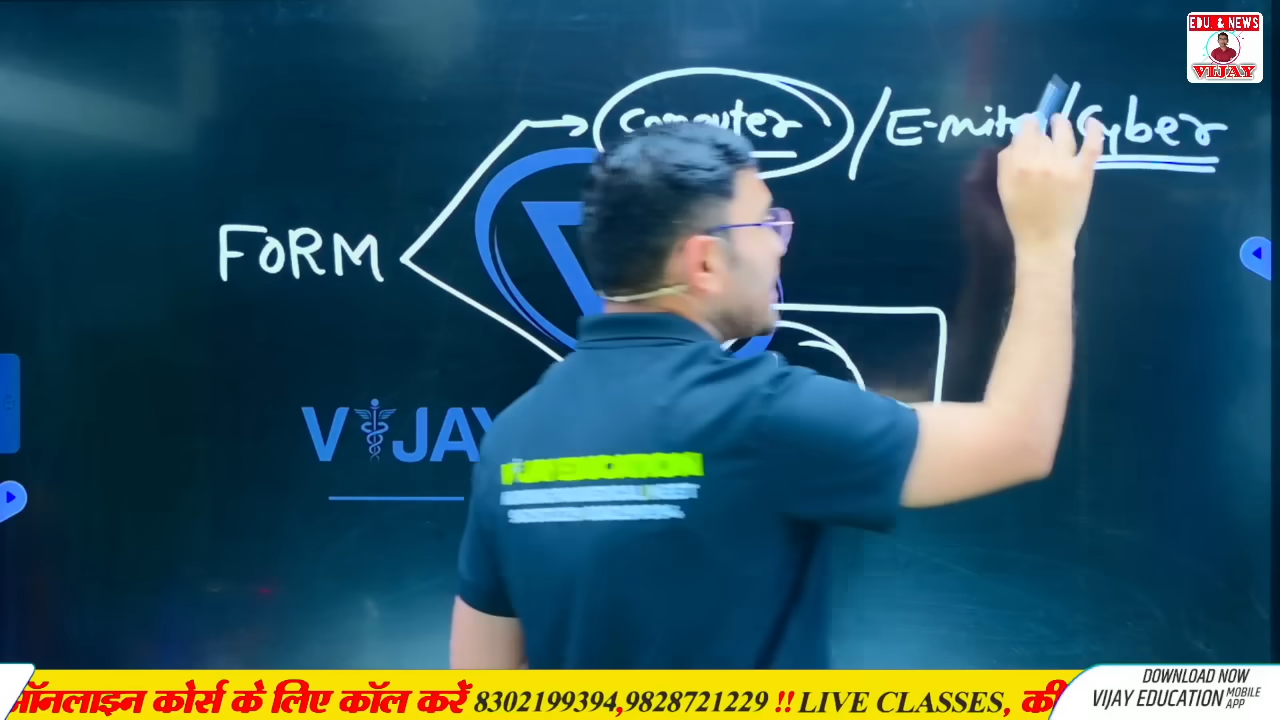 EDU. & NEWS
VIJAY
Computer / E-mitra / Cyber
FORM
VIJAY
ऑनलाइन कोर्स के लिए कॉल करें 8302199394,9828721229 !! LIVE CLASSES, की
DOWNLOAD NOW
VIJAY EDUCATION MOBILE APP